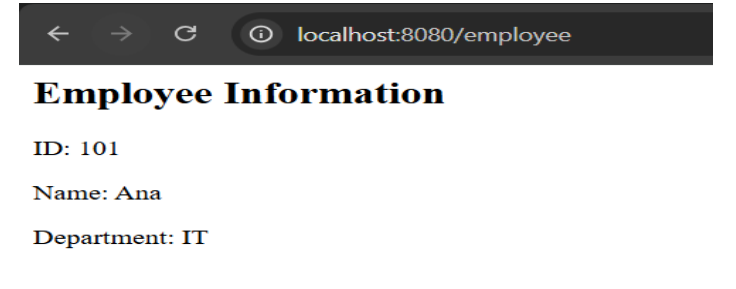 localhost:8080/employee
Employee Information
ID: 101
Name: Ana
Department: IT